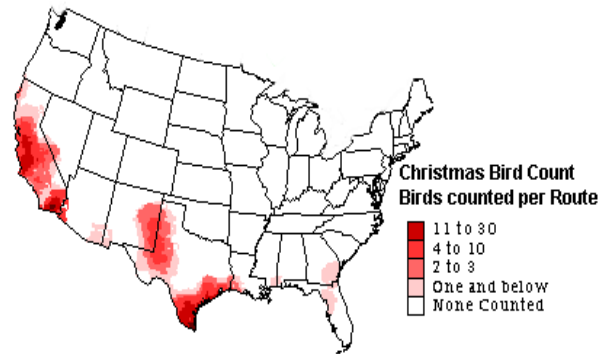 Christmas Bird Count
Birds counted per Route
11 to 30
4 to 10
2 to 3
One and below
None Counted